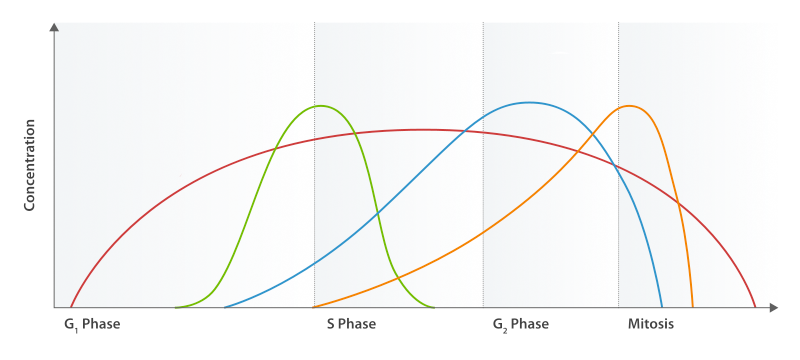 Concentration
G₁ Phase
S Phase
G₂ Phase
Mitosis